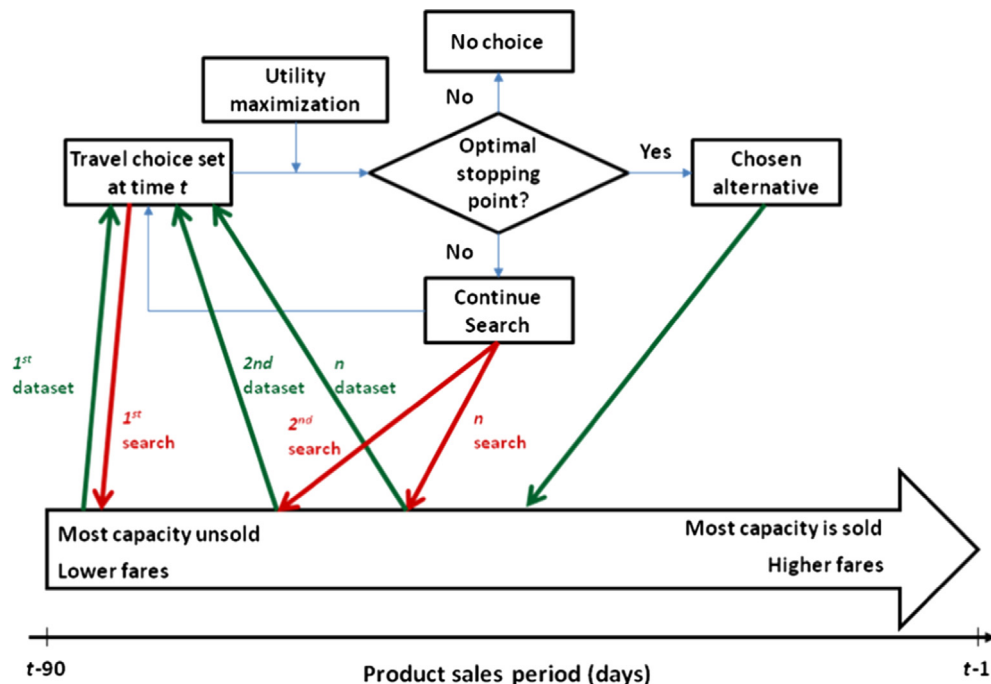 No choice
Utility
maximization
No
Travel choice set
at time t
Optimal
stopping
point?
Yes
Chosen
alternative
No
Continue
Search
1st
dataset
1st
search
2nd
dataset
n
dataset
2nd
search
n
search
Most capacity unsold
Lower fares
Most capacity is sold
Higher fares
t-90
Product sales period (days)
t-1